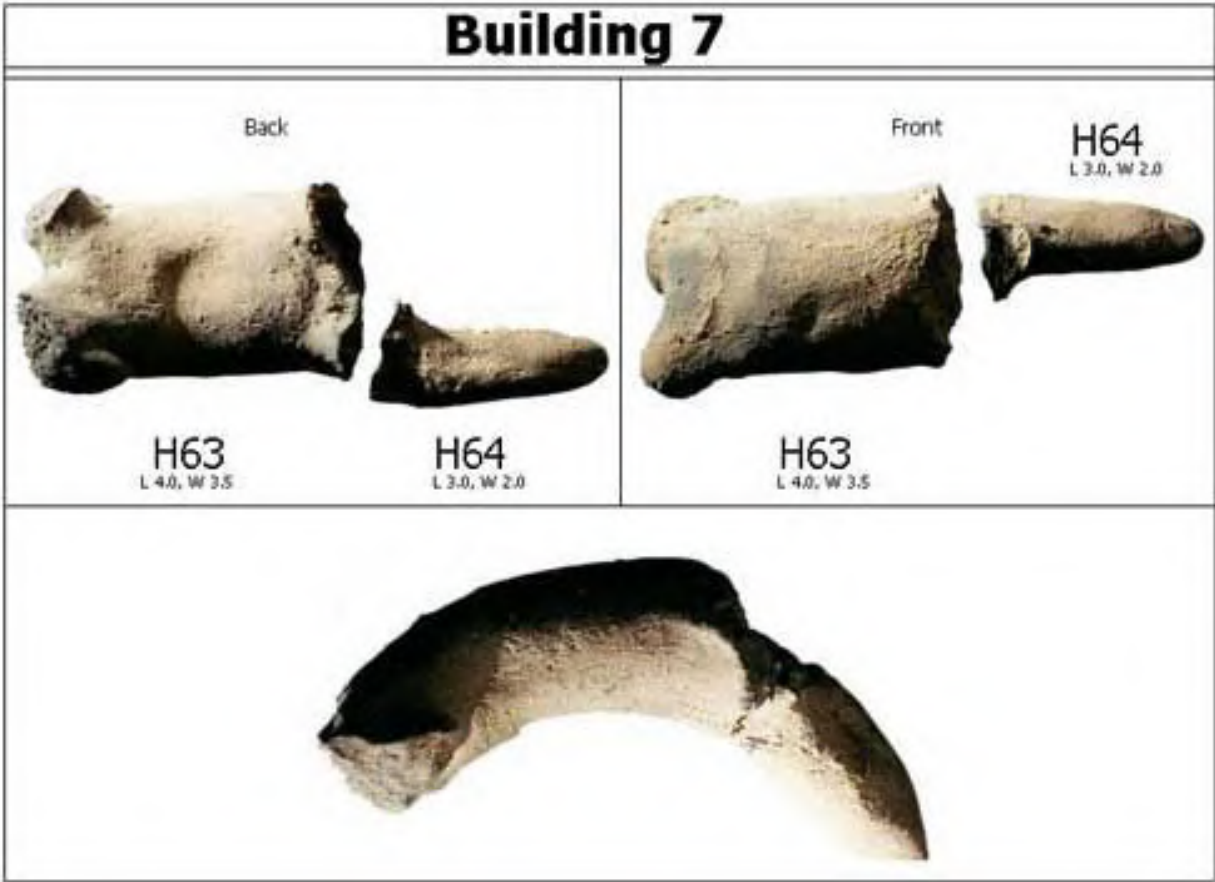 Building 7
Back
H63
L 4.0, W 3.5
H64
L 3.0, W 2.0
Front
H64
L 3.0, W 2.0
H63
L 4.0, W 3.5